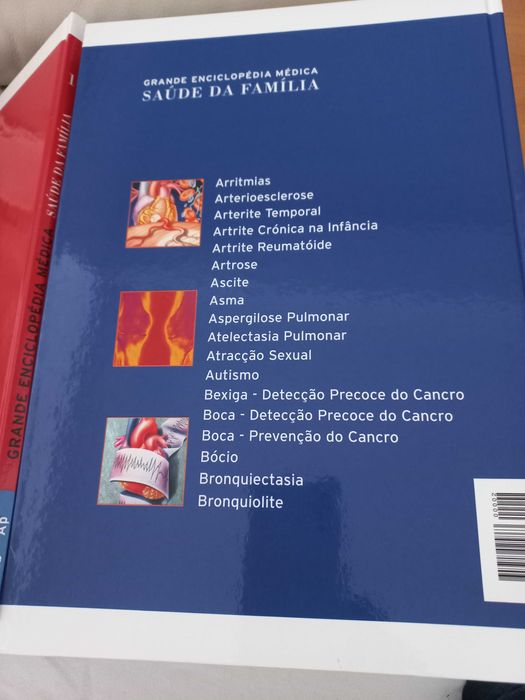 GRANDE ENCICLOPÉDIA MÉDICA
SAÚDE DA FAMÍLIA
Arritmias
Arterioesclerose
Arterite Temporal
Artrite Crónica na Infância
Artrite Reumatóide
Artrose
Ascite
Asma
Aspergilose Pulmonar
Atelectasia Pulmonar
Atracção Sexual
Autismo
Bexiga - Detecção Precoce do Cancro
Boca - Detecção Precoce do Cancro
Boca - Prevenção do Cancro
Bócio
Bronquiectasia
Bronquiolite
00002
GRANDE ENCICLOPÉDIA MÉDICA SAÚDE DA FAMÍLIA 1
Ap